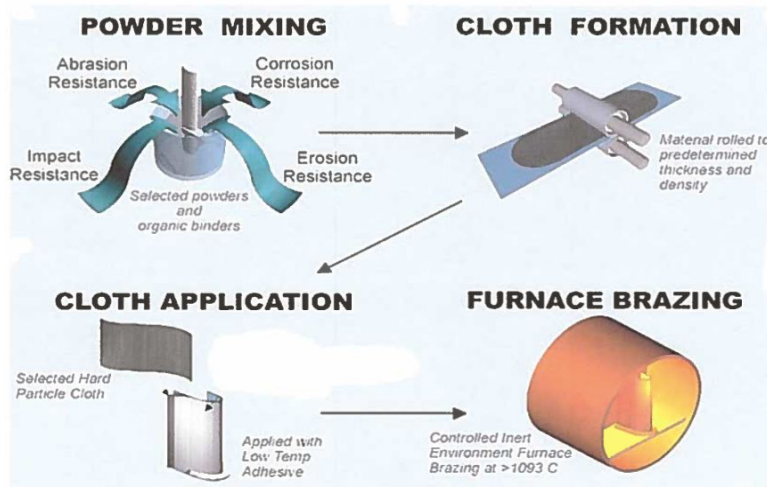 POWDER MIXING
Abrasion
Resistance
Corrosion
Resistance
Impact
Resistance
Erosion
Resistance
Selected powders
and
organic binders
CLOTH FORMATION
Material rolled to
predetermined
thickness and
density
CLOTH APPLICATION
Selected Hard
Particle Cloth
Applied with
Low Temp
Adhesive
FURNACE BRAZING
Controlled Inert
Environment Furnace
Brazing at >1093 C